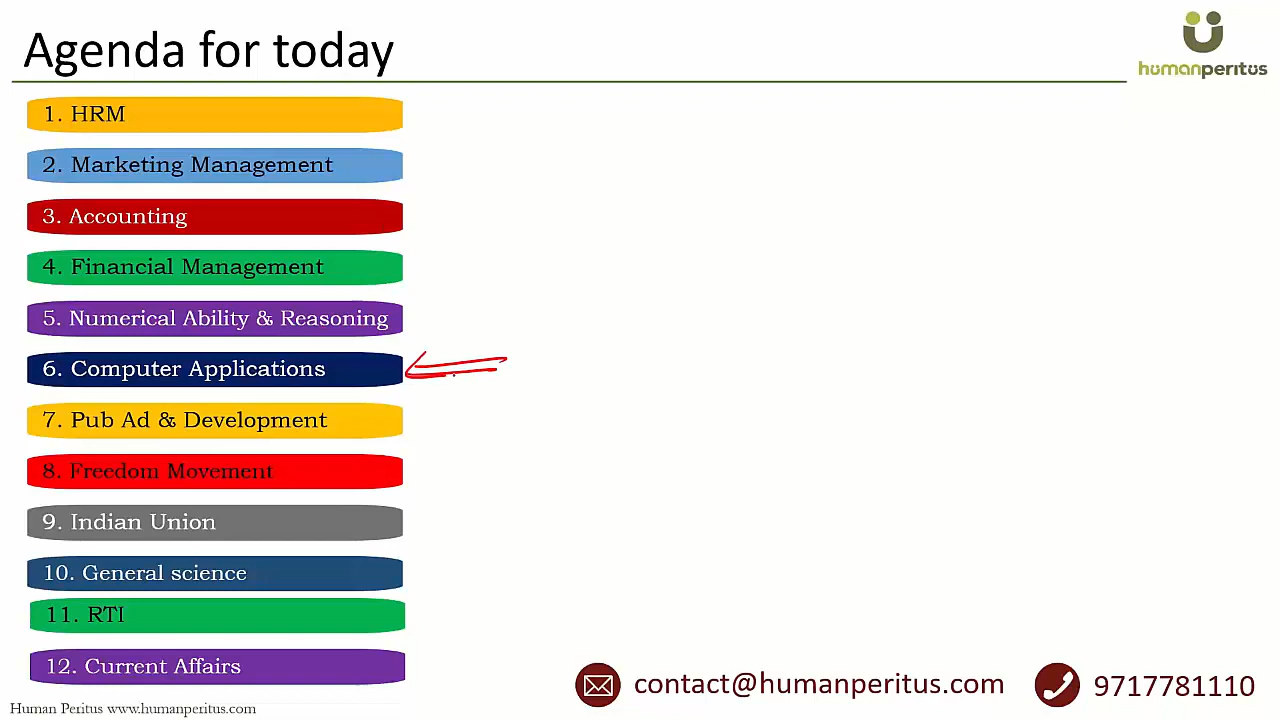 Agenda for today
humanperitus
1. HRM
2. Marketing Management
3. Accounting
4. Financial Management
5. Numerical Ability & Reasoning
6. Computer Applications
7. Pub Ad & Development
8. Freedom Movement
9. Indian Union
10. General science
11. RTI
12. Current Affairs
contact@humanperitus.com
9717781110
Human Peritus www.humanperitus.com